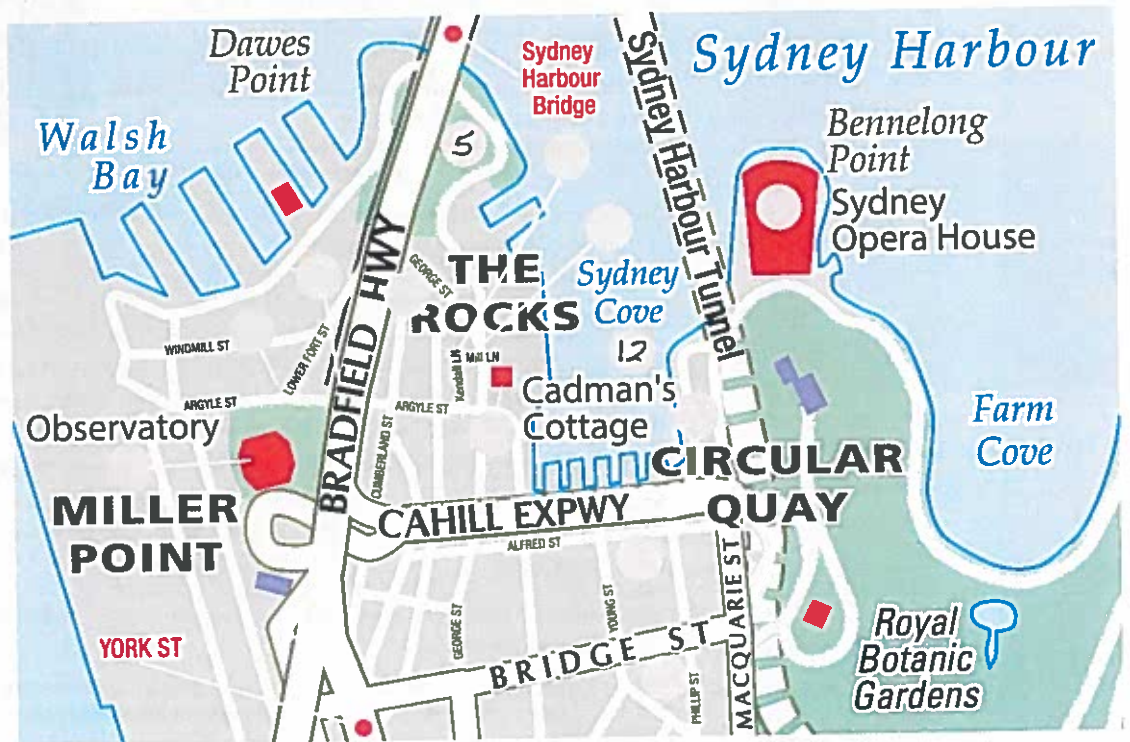 Dawes
Point
Sydney
Harbour
Bridge
Sydney Harbour
Walsh
Bay
5
Sydney Harbour Tunnel
Bennelong
Point
Sydney
Opera House
BRADFIELD HWY
GEORGE ST
THE
ROCKS
Sydney
Cove
12
WINDMILL ST
LOWER FORT ST
Kendall LN
Mill LN
Cadman's
Cottage
ARGYLE ST
ARGYLE ST
CUMBERLAND ST
Observatory
Farm
Cove
CIRCULAR
QUAY
MILLER
POINT
CAHILL EXPWY
ALFRED ST
GEORGE ST
YOUNG ST
MACQUARIE ST
YORK ST
BRIDGE ST
PHILLIP ST
Royal
Botanic
Gardens